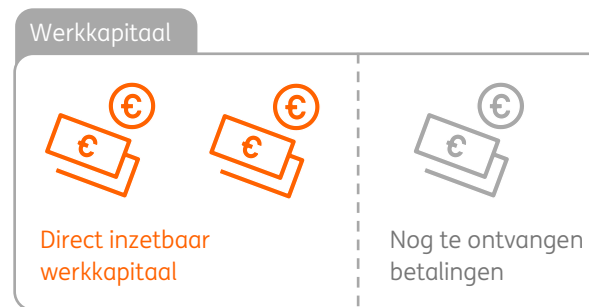 Werkkapitaal
€ € €
€ € €
Direct inzetbaar
werkkapitaal
Nog te ontvangen
betalingen